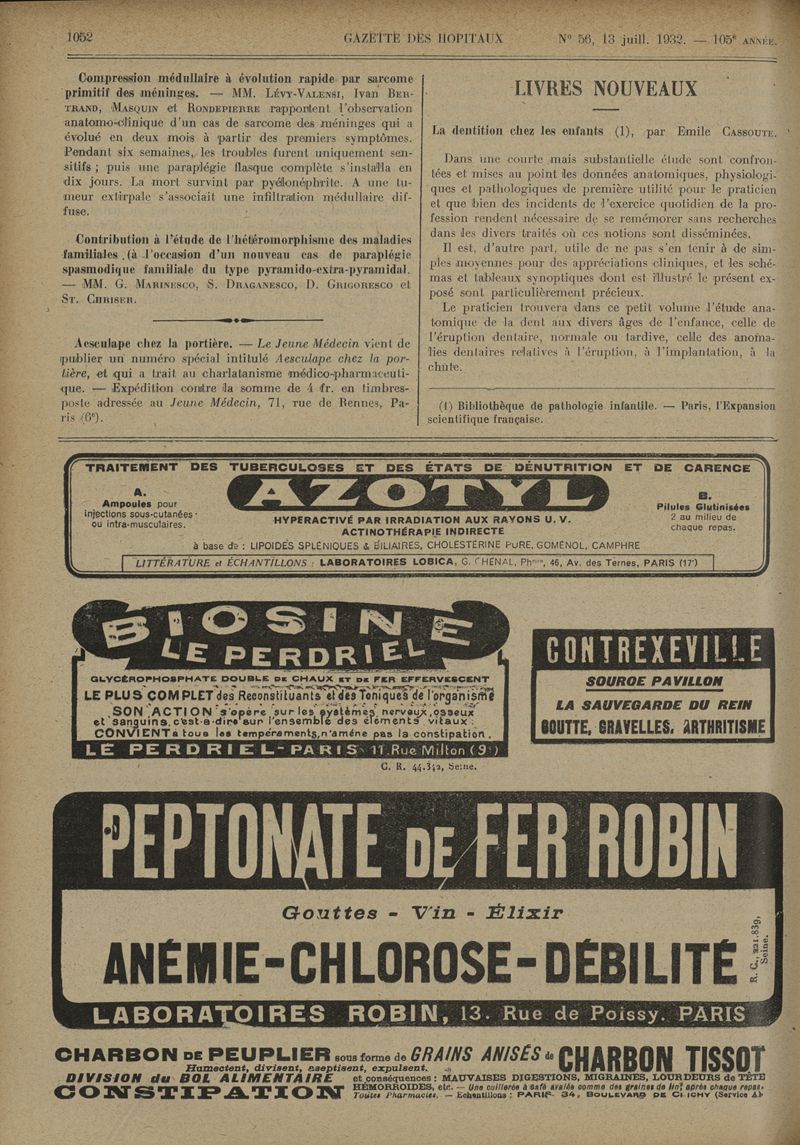 1052
GAZETTE DES HOPITAUX
N° 56, 13 juill. 1932. — 105e ANNÉE.
Compression médullaire à évolution rapide par sarcome
primitif des méninges. — MM. LÉVY-VALENSI, Ivan BER-
TRAND, MASQUIN et RONDEPIERRE rapportent l'observation
anatomo-clinique d'un cas de sarcome des méninges qui a
évolué en deux mois à partir des premiers symptômes.
Pendant six semaines, les troubles furent uniquement sen-
sitifs ; puis une paraplégie flasque complète s'installa en
dix jours. La mort survint par pyélonéphrite. A une tu-
meur extirpale s'associait une infiltration médullaire dif-
fuse.
Contribution à l'étude de l'hétéromorphisme des maladies
familiales (à l'occasion d'un nouveau cas de paraplégie
spasmodique familiale du type pyramido-extra-pyramidal.
— MM. G. MARINESCO, S. DRAGANESCO, D. GRIGORESCO et
ST. CHRISER.
Aesculape chez la portière. — Le Jeune Médecin vient de
publier un numéro spécial intitulé Aesculape chez la por-
tière, et qui a trait au charlatanisme médico-pharmaceuti-
que. — Expédition contre la somme de 4 fr. en timbres-
poste adressée au Jeune Médecin, 71, rue de Rennes, Pa-
ris (6e).
LIVRES NOUVEAUX
La dentition chez les enfants (1), par Emile CASSOUTE.
Dans une courte mais substantielle étude sont confron-
tées et mises au point les données anatomiques, physiologi-
ques et pathologiques de première utilité pour le praticien
et que bien des incidents de l'exercice quotidien de la pro-
fession rendent nécessaire de se remémorer sans recherches
dans les divers traités où ces notions sont disséminées.
Il est, d'autre part, utile de ne pas s'en tenir à de sim-
ples moyennes pour des appréciations cliniques, et les sché-
mas et tableaux synoptiques dont est illustré le présent ex-
posé sont particulièrement précieux.
Le praticien trouvera dans ce petit volume l'étude ana-
tomique de la dent aux divers âges de l'enfance, celle de
l'éruption dentaire, normale ou tardive, celle des anoma-
lies dentaires relatives à l'éruption, à l'implantation, à la
chute.
(1) Bibliothèque de pathologie infantile. — Paris, l'Expansion
scientifique française.
TRAITEMENT DES TUBERCULOSES ET DES ÉTATS DE DÉNUTRITION ET DE CARENCE
A.
Ampoules pour
injections sous-cutanées
ou intra-musculaires.
AZOTYL
HYPERACTIVÉ PAR IRRADIATION AUX RAYONS U. V.
ACTINOTHÉRAPIE INDIRECTE
B.
Pilules Glutinisées
2 au milieu de
chaque repas.
à base de : LIPOIDES SPLÉNIQUES & BILIAIRES, CHOLESTÉRINE PURE, GOMÉNOL, CAMPHRE
LITTÉRATURE et ÉCHANTILLONS : LABORATOIRES LOBICA, G. CHENAL, Phcien, 46, Av. des Ternes, PARIS (17e)
BIOSINE
LE PERDRIEL
GLYCÉROPHOSPHATE DOUBLE DE CHAUX ET DE FER EFFERVESCENT
LE PLUS COMPLET des Reconstituants et des Toniques de l'organisme
SON ACTION s'opère sur les systèmes nerveux, osseux
et sanguins, c'est-à-dire sur l'ensemble des éléments vitaux :
CONVIENT à tous les tempéraments, n'amène pas la constipation.
LE PERDRIEL - PARIS 11, Rue Milton (9e)
C. R. 44.342, Seine.
CONTREXEVILLE
SOURCE PAVILLON
LA SAUVEGARDE DU REIN
GOUTTE, GRAVELLES, ARTHRITISME
PEPTONATE DE FER ROBIN
Gouttes - Vin - Élixir
ANÉMIE-CHLOROSE-DÉBILITÉ
R. C. 221.839,
Seine.
LABORATOIRES ROBIN, 13. Rue de Poissy. PARIS
CHARBON DE PEUPLIER sous forme de GRAINS ANISÉS de CHARBON TISSOT
Humectent, divisent, aseptisent, expulsent.
DIVISION du BOL ALIMENTAIRE et conséquences : MAUVAISES DIGESTIONS, MIGRAINES, LOURDEURS de TÊTE
CONSTIPATION HÉMORROIDES, etc. — Une cuillerée à café avalée comme des graines de lin, après chaque repas.
Toutes Pharmacies. — Echantillons : PARIS- 34, BOULEVARD DE CLICHY (Service A)